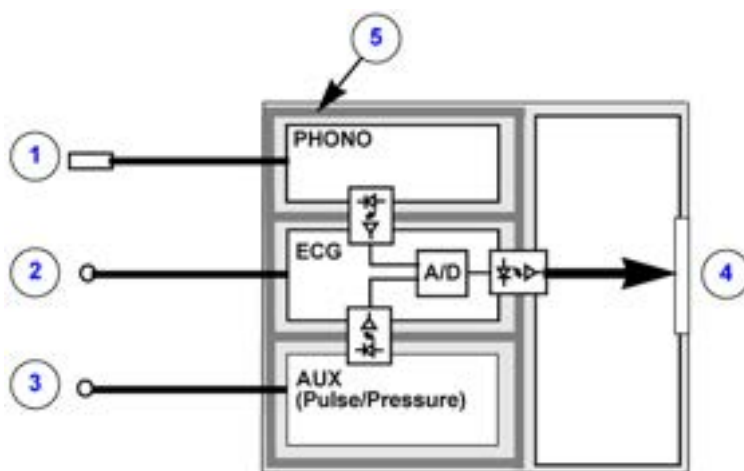 5
1
PHONO
2
ECG
A/D
4
3
AUX
(Pulse/Pressure)